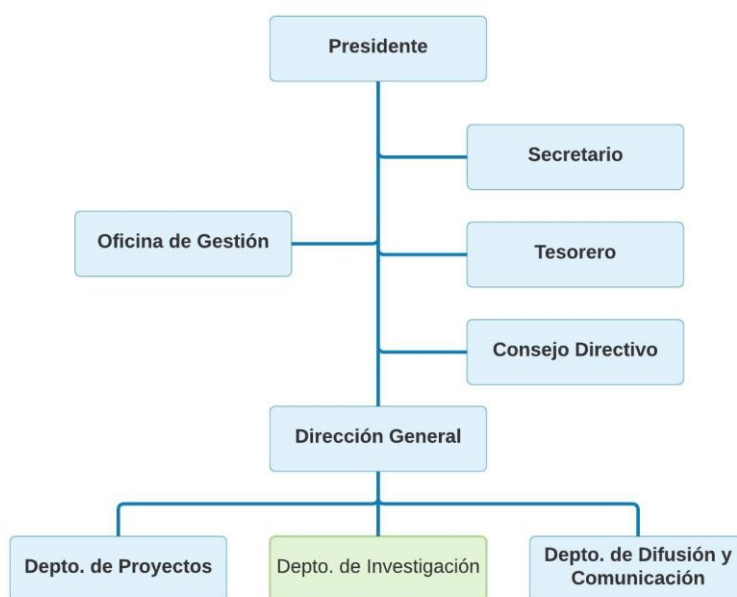 Presidente
Secretario
Oficina de Gestión
Tesorero
Consejo Directivo
Dirección General
Depto. de Proyectos
Depto. de Investigación
Depto. de Difusión y
Comunicación